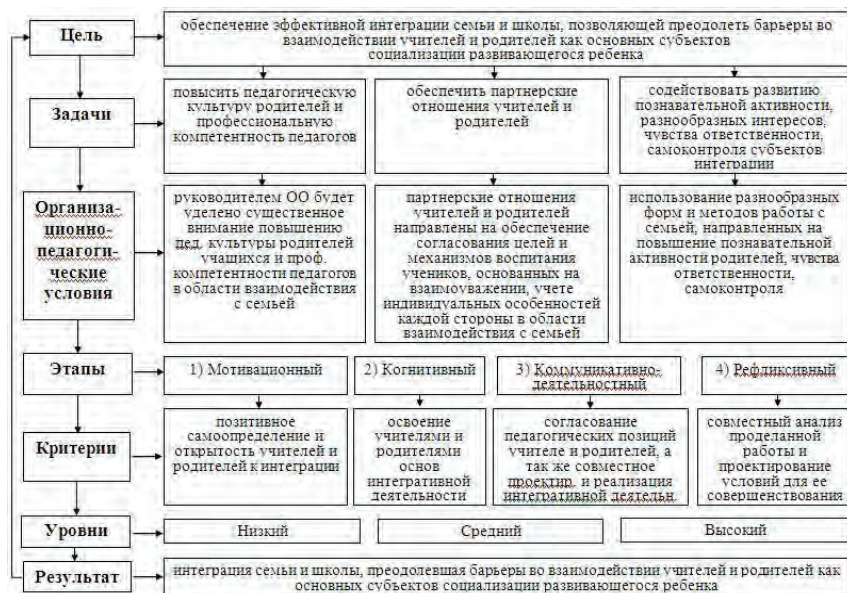 Цель
обеспечение эффективной интеграции семьи и школы, позволяющей преодолеть барьеры во
взаимодействии учителей и родителей как основных субъектов
социализации развивающегося ребенка
Задачи
повысить педагогическую
культуру родителей и
профессиональную
компетентность педагогов
обеспечить партнерские
отношения учителей и
родителей
содействовать развитию
познавательной активности,
разнообразных интересов,
чувства ответственности,
самоконтроля субъектов
интеграции
Организа-
ционно-
педагоги-
ческие
условия
руководителем ОО будет
уделено существенное
внимание повышению
пед. культуры родителей
учащихся и проф.
компетентности педагогов
в области взаимодействия
с семьей
партнерские отношения
учителей и родителей
направлены на обеспечение
согласования целей и
механизмов воспитания
учеников, основанных на
взаимоуважении, учете
индивидуальных особенностей
каждой стороны в области
взаимодействия с семьей
использование разнообразных
форм и методов работы с
семьей, направленных на
повышение познавательной
активности родителей, чувства
ответственности,
самоконтроля
Этапы
1) Мотивационный
2) Когнитивный
3) Коммуникативно-
деятельностный
4) Рефликсивный
Критерии
позитивное
самоопределение и
открытость учителей и
родителей к интеграции
освоение
учителями и
родителями
основ
интегративной
деятельности
согласование
педагогических позиций
учителе и родителей, а
так же совместное
проектир. и реализация
интегративной деятельн.
совместный анализ
проделанной
работы и
проектирование
условий для ее
совершенствования
Уровни
Низкий
Средний
Высокий
Результат
интеграция семьи и школы, преодолевшая барьеры во взаимодействии учителей и родителей как
основных субъектов социализации развивающегося ребенка